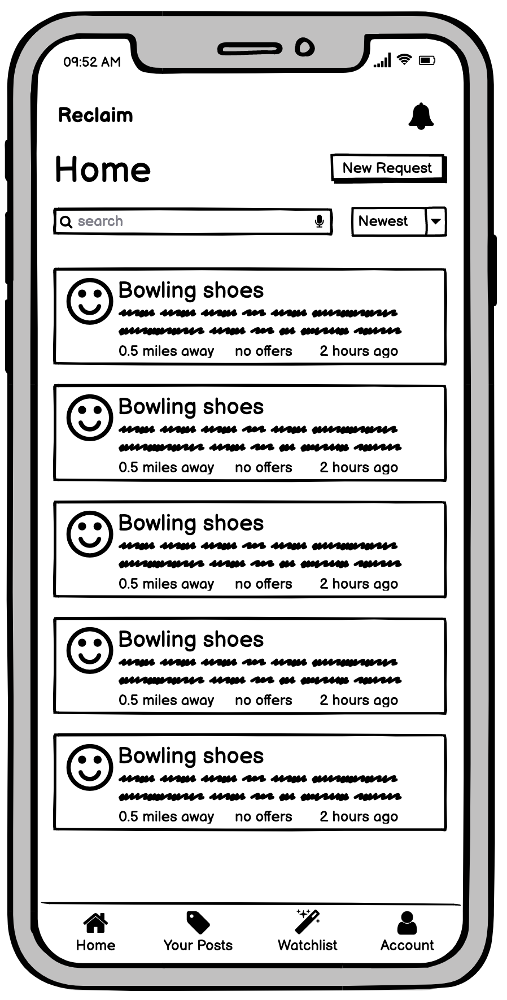 09:52 AM
Reclaim
Home
New Request
search
Newest
Bowling shoes
0.5 miles away no offers 2 hours ago
Bowling shoes
0.5 miles away no offers 2 hours ago
Bowling shoes
0.5 miles away no offers 2 hours ago
Bowling shoes
0.5 miles away no offers 2 hours ago
Bowling shoes
0.5 miles away no offers 2 hours ago
Home Your Posts Watchlist Account